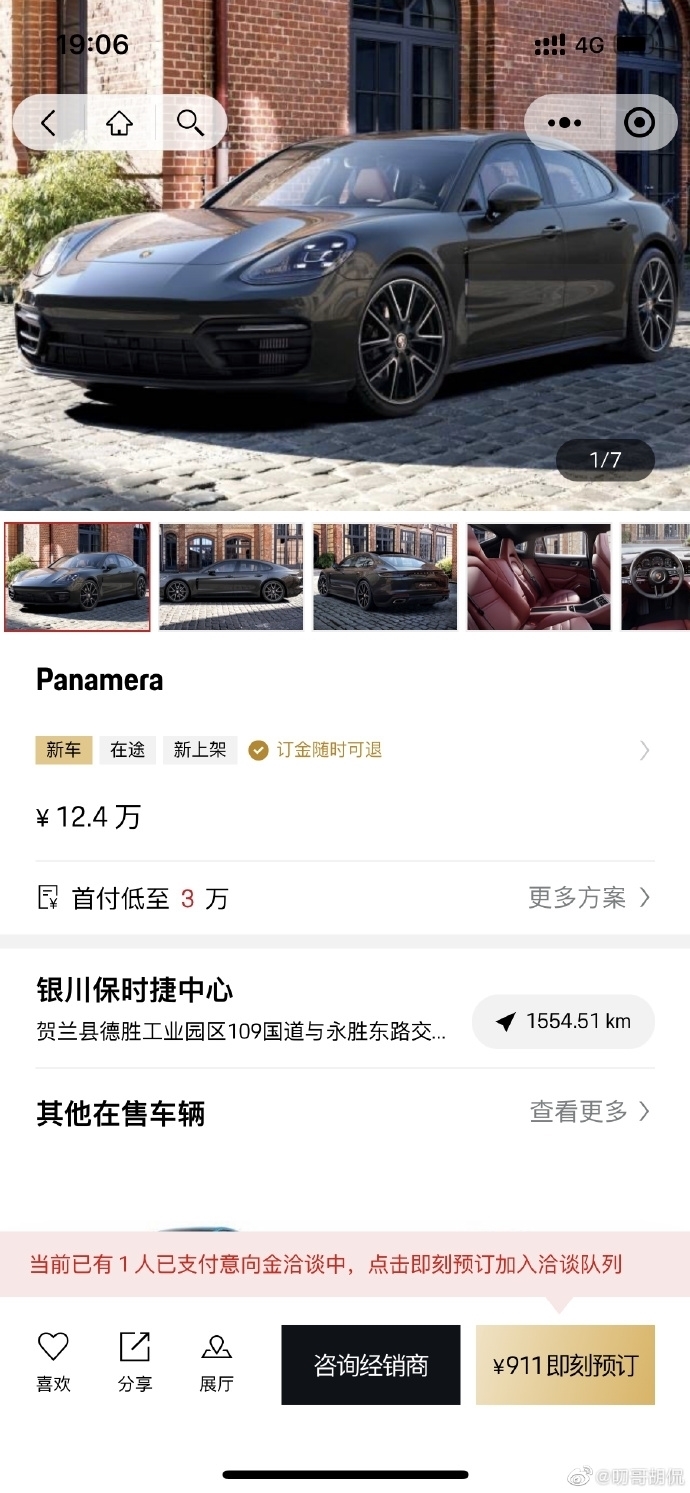 19:06
4G
1/7
Panamera
新车 在途 新上架 订金随时可退
¥ 12.4 万
首付低至 3 万 更多方案
银川保时捷中心
贺兰县德胜工业园区109国道与永胜东路交...
1554.51 km
其他在售车辆 查看更多
当前已有 1 人已支付意向金洽谈中，点击即刻预订加入洽谈队列
喜欢 分享 展厅 咨询经销商 ¥911即刻预订
@叨哥胡侃